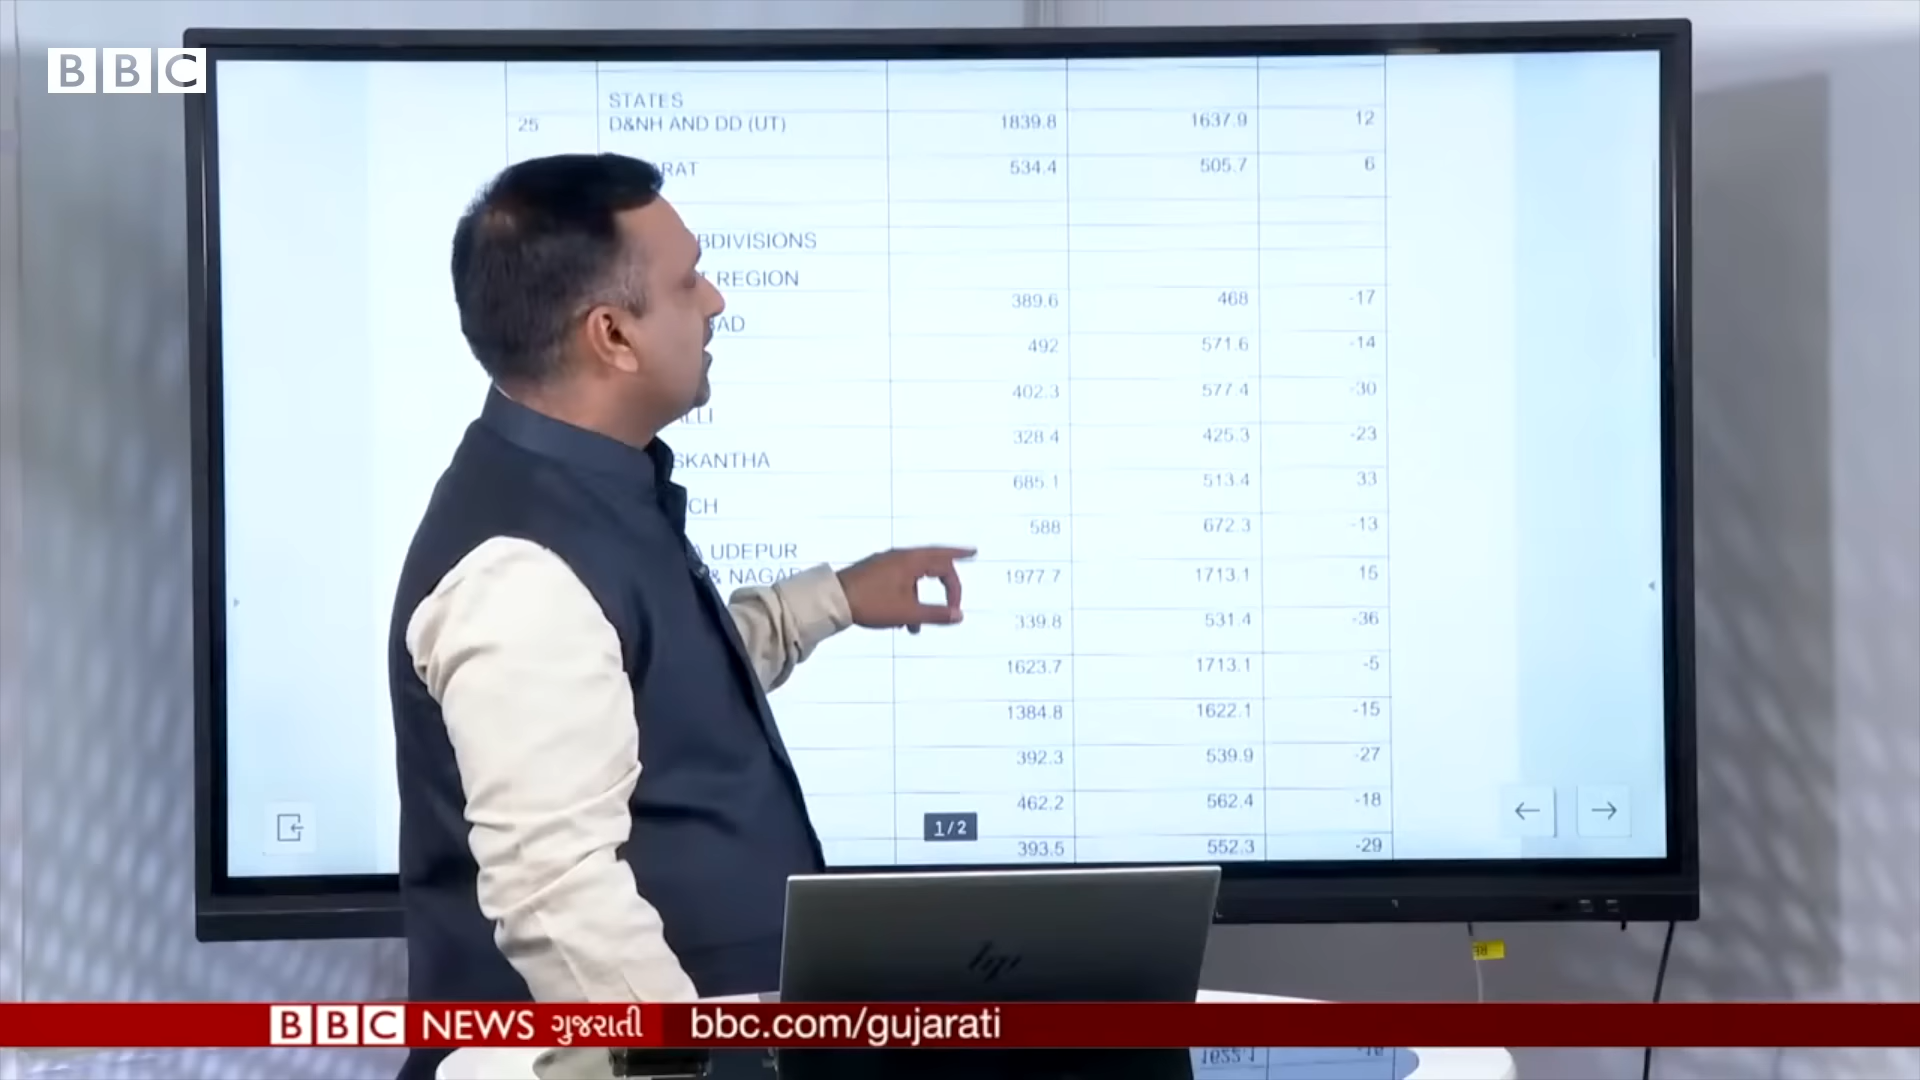 BBC
STATES
25 D&NH AND DD (UT) 1839.8 1637.9 12
RAT 534.4 505.7 6
BDIVISIONS
REGION
389.6 468 -17
BAD
492 571.6 -14
402.3 577.4 -30
LLI
328.4 425.3 -23
SKANTHA
685.1 513.4 33
CH
588 672.3 -13
A UDEPUR
& NAGAR 1977.7 1713.1 15
339.8 531.4 -36
1623.7 1713.1 -5
1384.8 1622.1 -15
392.3 539.9 -27
462.2 562.4 -18
1/2
393.5 552.3 -29
hp
BBC NEWS ગુજરાતી bbc.com/gujarati